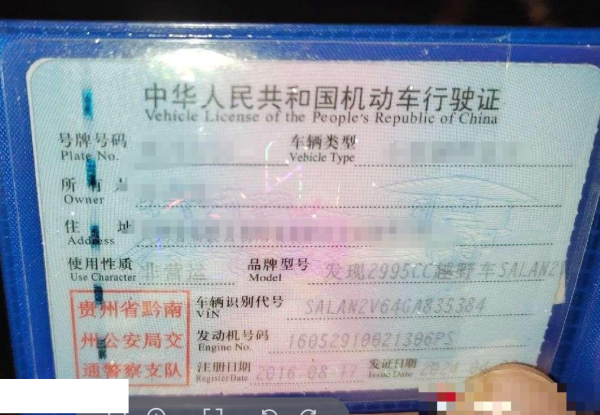 中华人民共和国机动车行驶证
Vehicle License of the People's Republic of China
号牌号码 车辆类型
Plate No. Vehicle Type
所有人
Owner
住址
Address
使用性质 非营运 品牌型号 发现2995CC越野车SALAN2V
Use Character Model
贵州省黔南 车辆识别代号 SALAN2V64GA835384
VIN
州公安局交 发动机号码 16052910021306PS
Engine No.
通警察支队 注册日期 2016 08 17 发证日期 2024
Register Date Issue Date